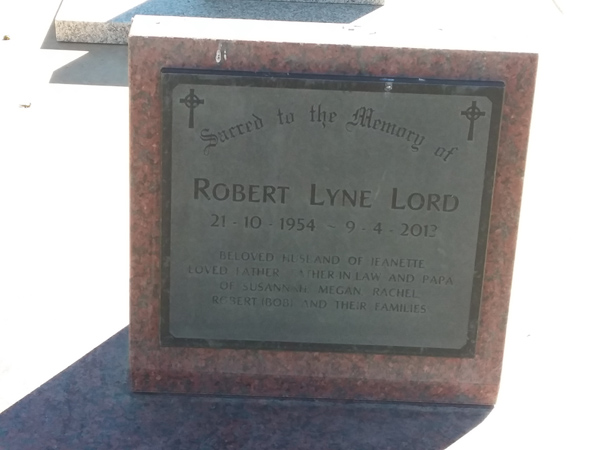 Sacred to the Memory of
ROBERT LYNE LORD
21 - 10 - 1954 ~ 9 - 4 - 2013
BELOVED HUSBAND OF JEANETTE
LOVED FATHER FATHER IN LAW AND PAPA
OF SUSANNAH MEGAN RACHEL
ROBERT (BOB) AND THEIR FAMILIES